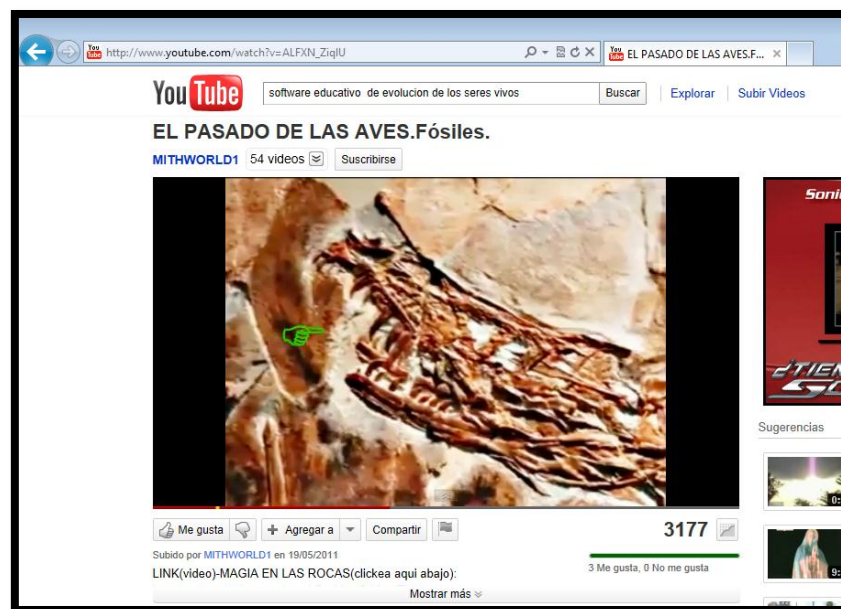 http://www.youtube.com/watch?v=ALFXN_ZiqIU
EL PASADO DE LAS AVES.F...
You Tube
software educativo de evolucion de los seres vivos
Buscar
Explorar
Subir Videos
EL PASADO DE LAS AVES.Fósiles.
MITHWORLD1 54 videos
Suscribirse
Soni
Sugerencias
Me gusta
Agregar a
Compartir
3177
Subido por MITHWORLD1 en 19/05/2011
3 Me gusta, 0 No me gusta
LINK(video)-MAGIA EN LAS ROCAS(clickea aqui abajo):
Mostrar más